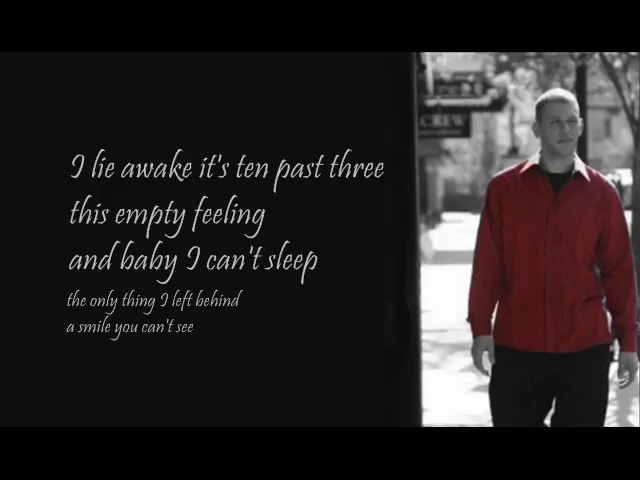 I lie awake it's ten past three
this empty feeling
and baby I can't sleep
the only thing I left behind
a smile you can't see
CREW